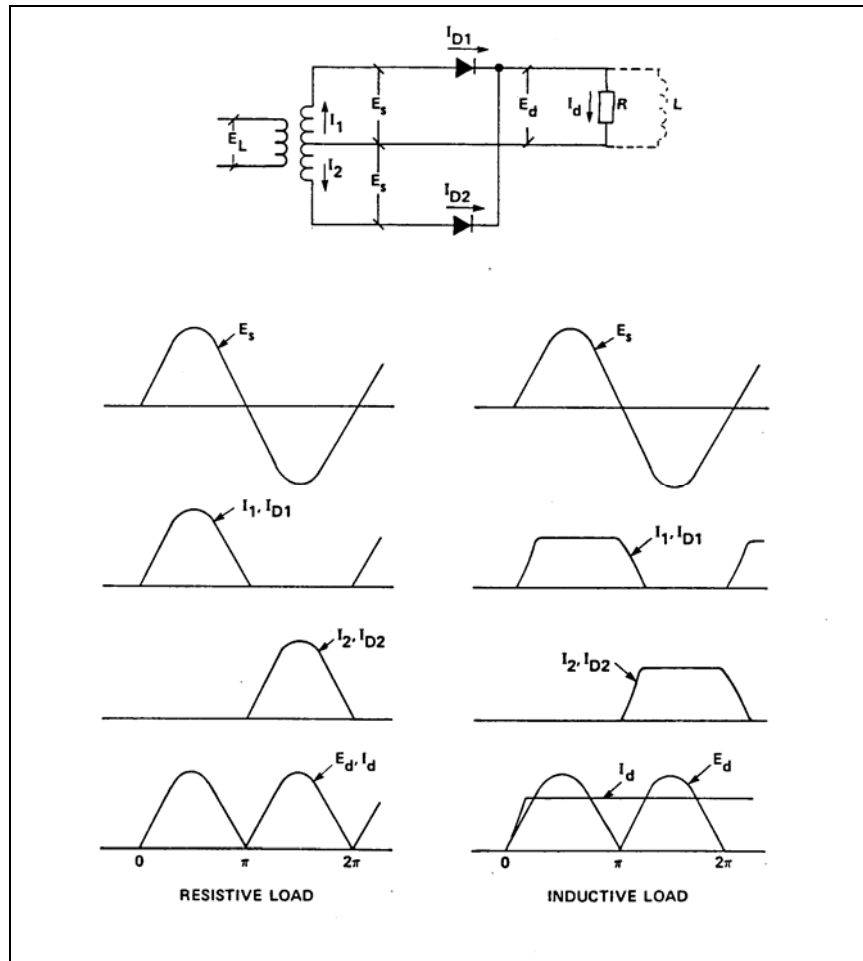 I_D1
E_s
E_d
I_d R L
I_1
E_L
I_2
E_s
I_D2
E_s
E_s
I_1, I_D1
I_1, I_D1
I_2, I_D2
I_2, I_D2
E_d, I_d
I_d
E_d
0 π 2π
0 π 2π
RESISTIVE LOAD
INDUCTIVE LOAD